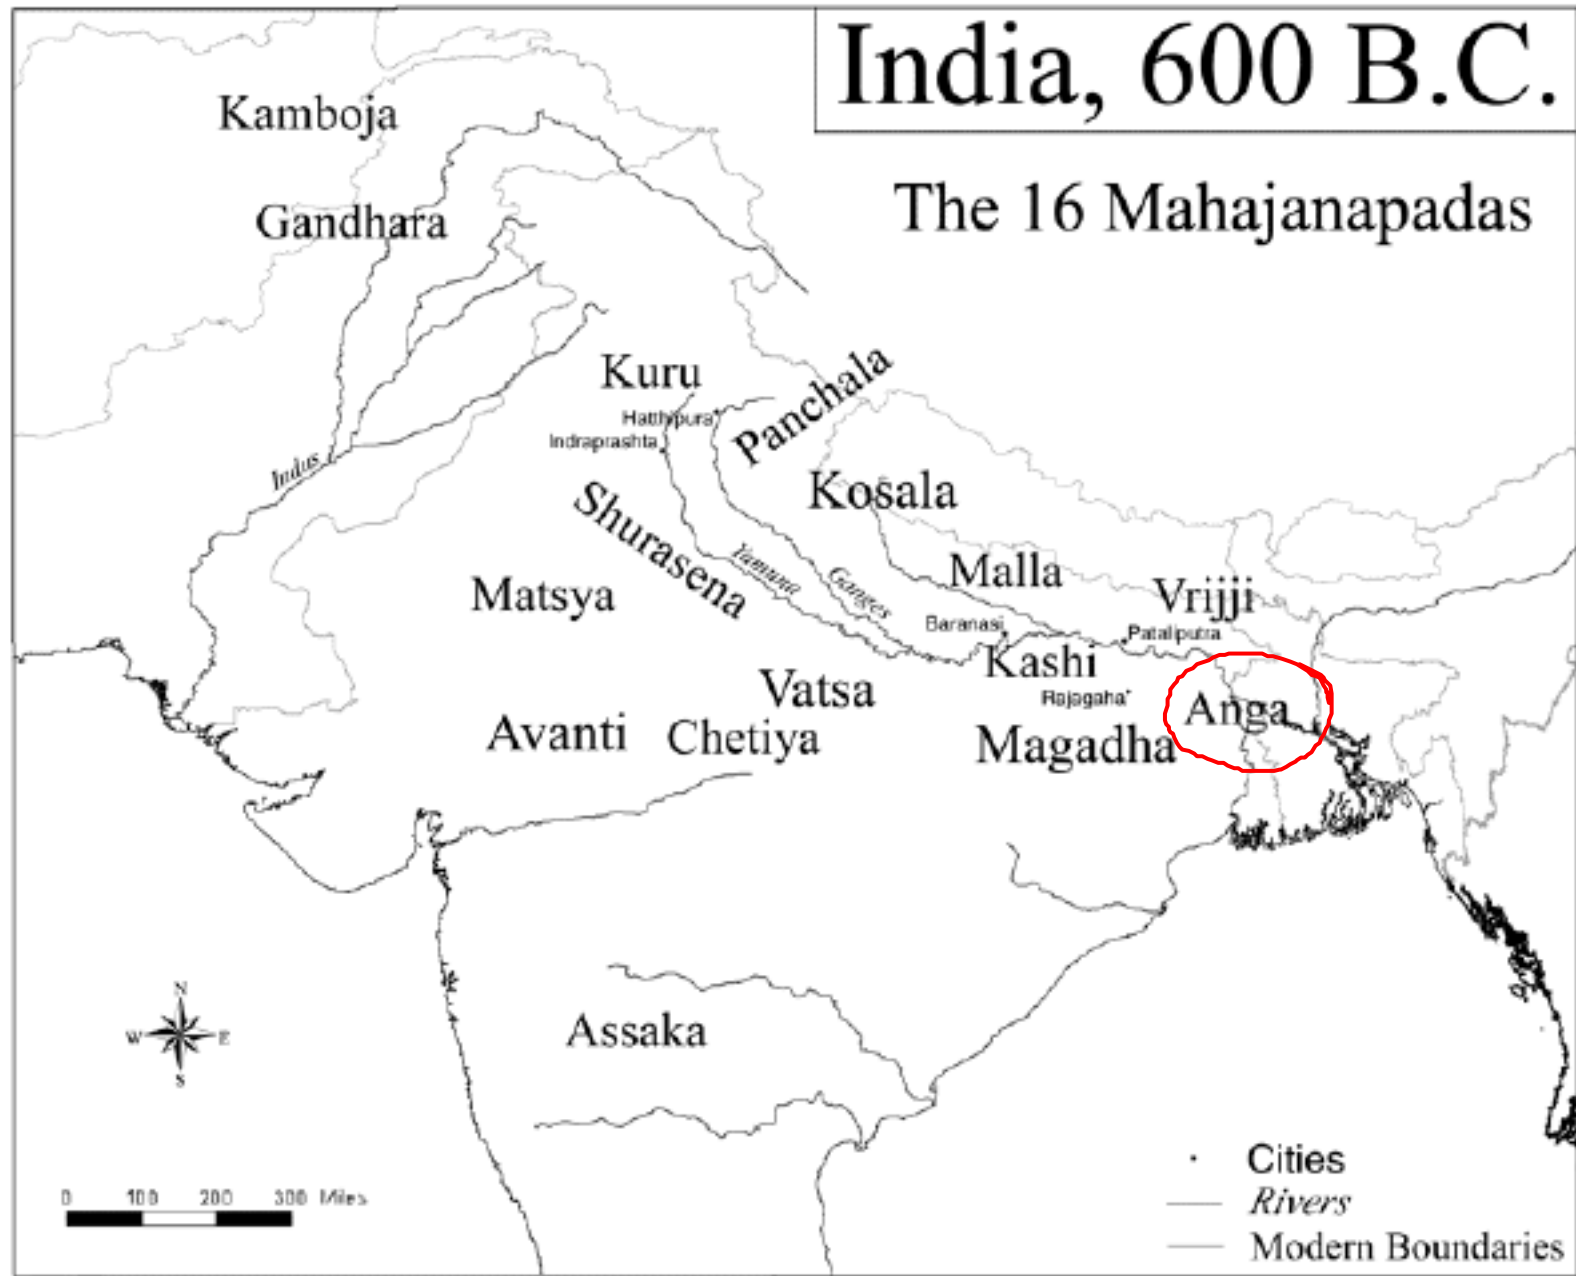 India, 600 B.C.
The 16 Mahajanapadas
Kamboja
Gandhara
Kuru
Panchala
Hatthipura
Indraprashta
Indus
Kosala
Shurasena
Yamuna
Ganges
Malla
Matsya
Vrijji
Baranasi
Pataliputra
Kashi
Vatsa
Rajagaha
Anga
Avanti
Chetiya
Magadha
N
W
E
S
Assaka
0 100 200 300 Miles
Cities
Rivers
Modern Boundaries